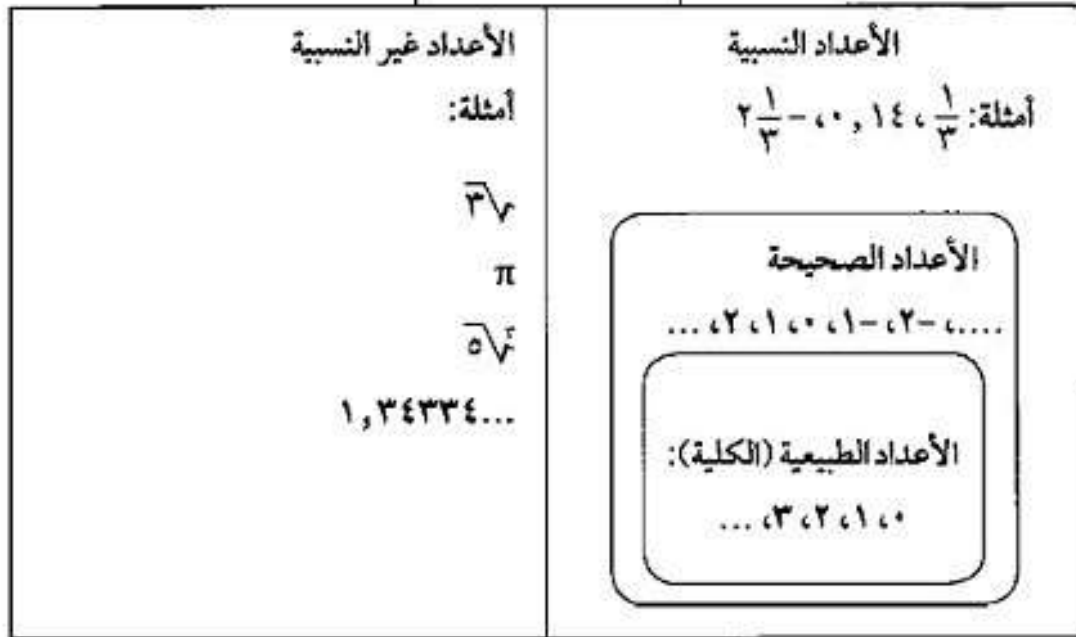 الأعداد النسبية
أمثلة: ١/٣ ، ١٤ , ٠، – ٢ ١/٣
الأعداد الصحيحة
....، –٢، –١، ٠، ١، ٢، ...
الأعداد الطبيعية (الكلية):
٠، ١، ٢، ٣، ...
الأعداد غير النسبية
أمثلة:
√٣
π
√٥
١,٣٤٣٣٤...